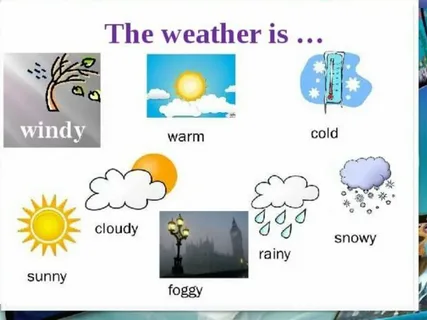 The weather is …
windy
warm
cold
cloudy
sunny
foggy
rainy
snowy